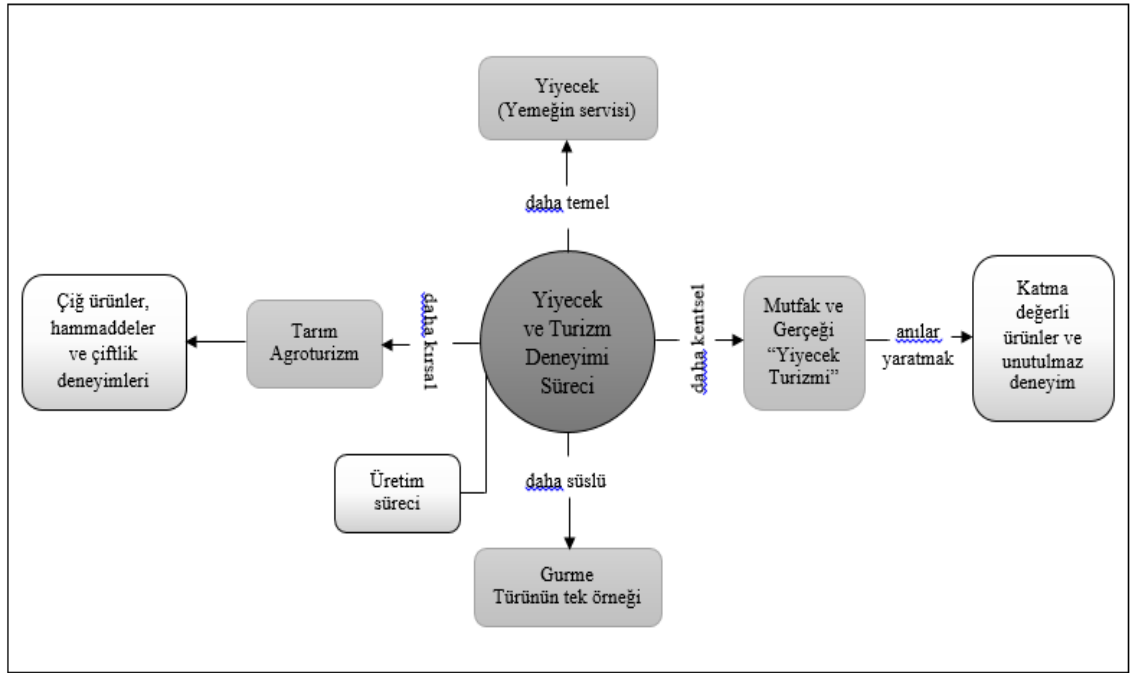 Yiyecek
(Yemeğin servisi)
daha temel
Çiğ ürünler,
hammaddeler
ve çiftlik
deneyimleri
Tarım
Agroturizm
daha kırsal
Yiyecek
ve Turizm
Deneyimi
Süreci
daha kentsel
Mutfak ve
Gerçeği
“Yiyecek
Turizmi”
anılar
yaratmak
Katma
değerli
ürünler ve
unutulmaz
deneyim
Üretim
süreci
daha süslü
Gurme
Türünün tek örneği